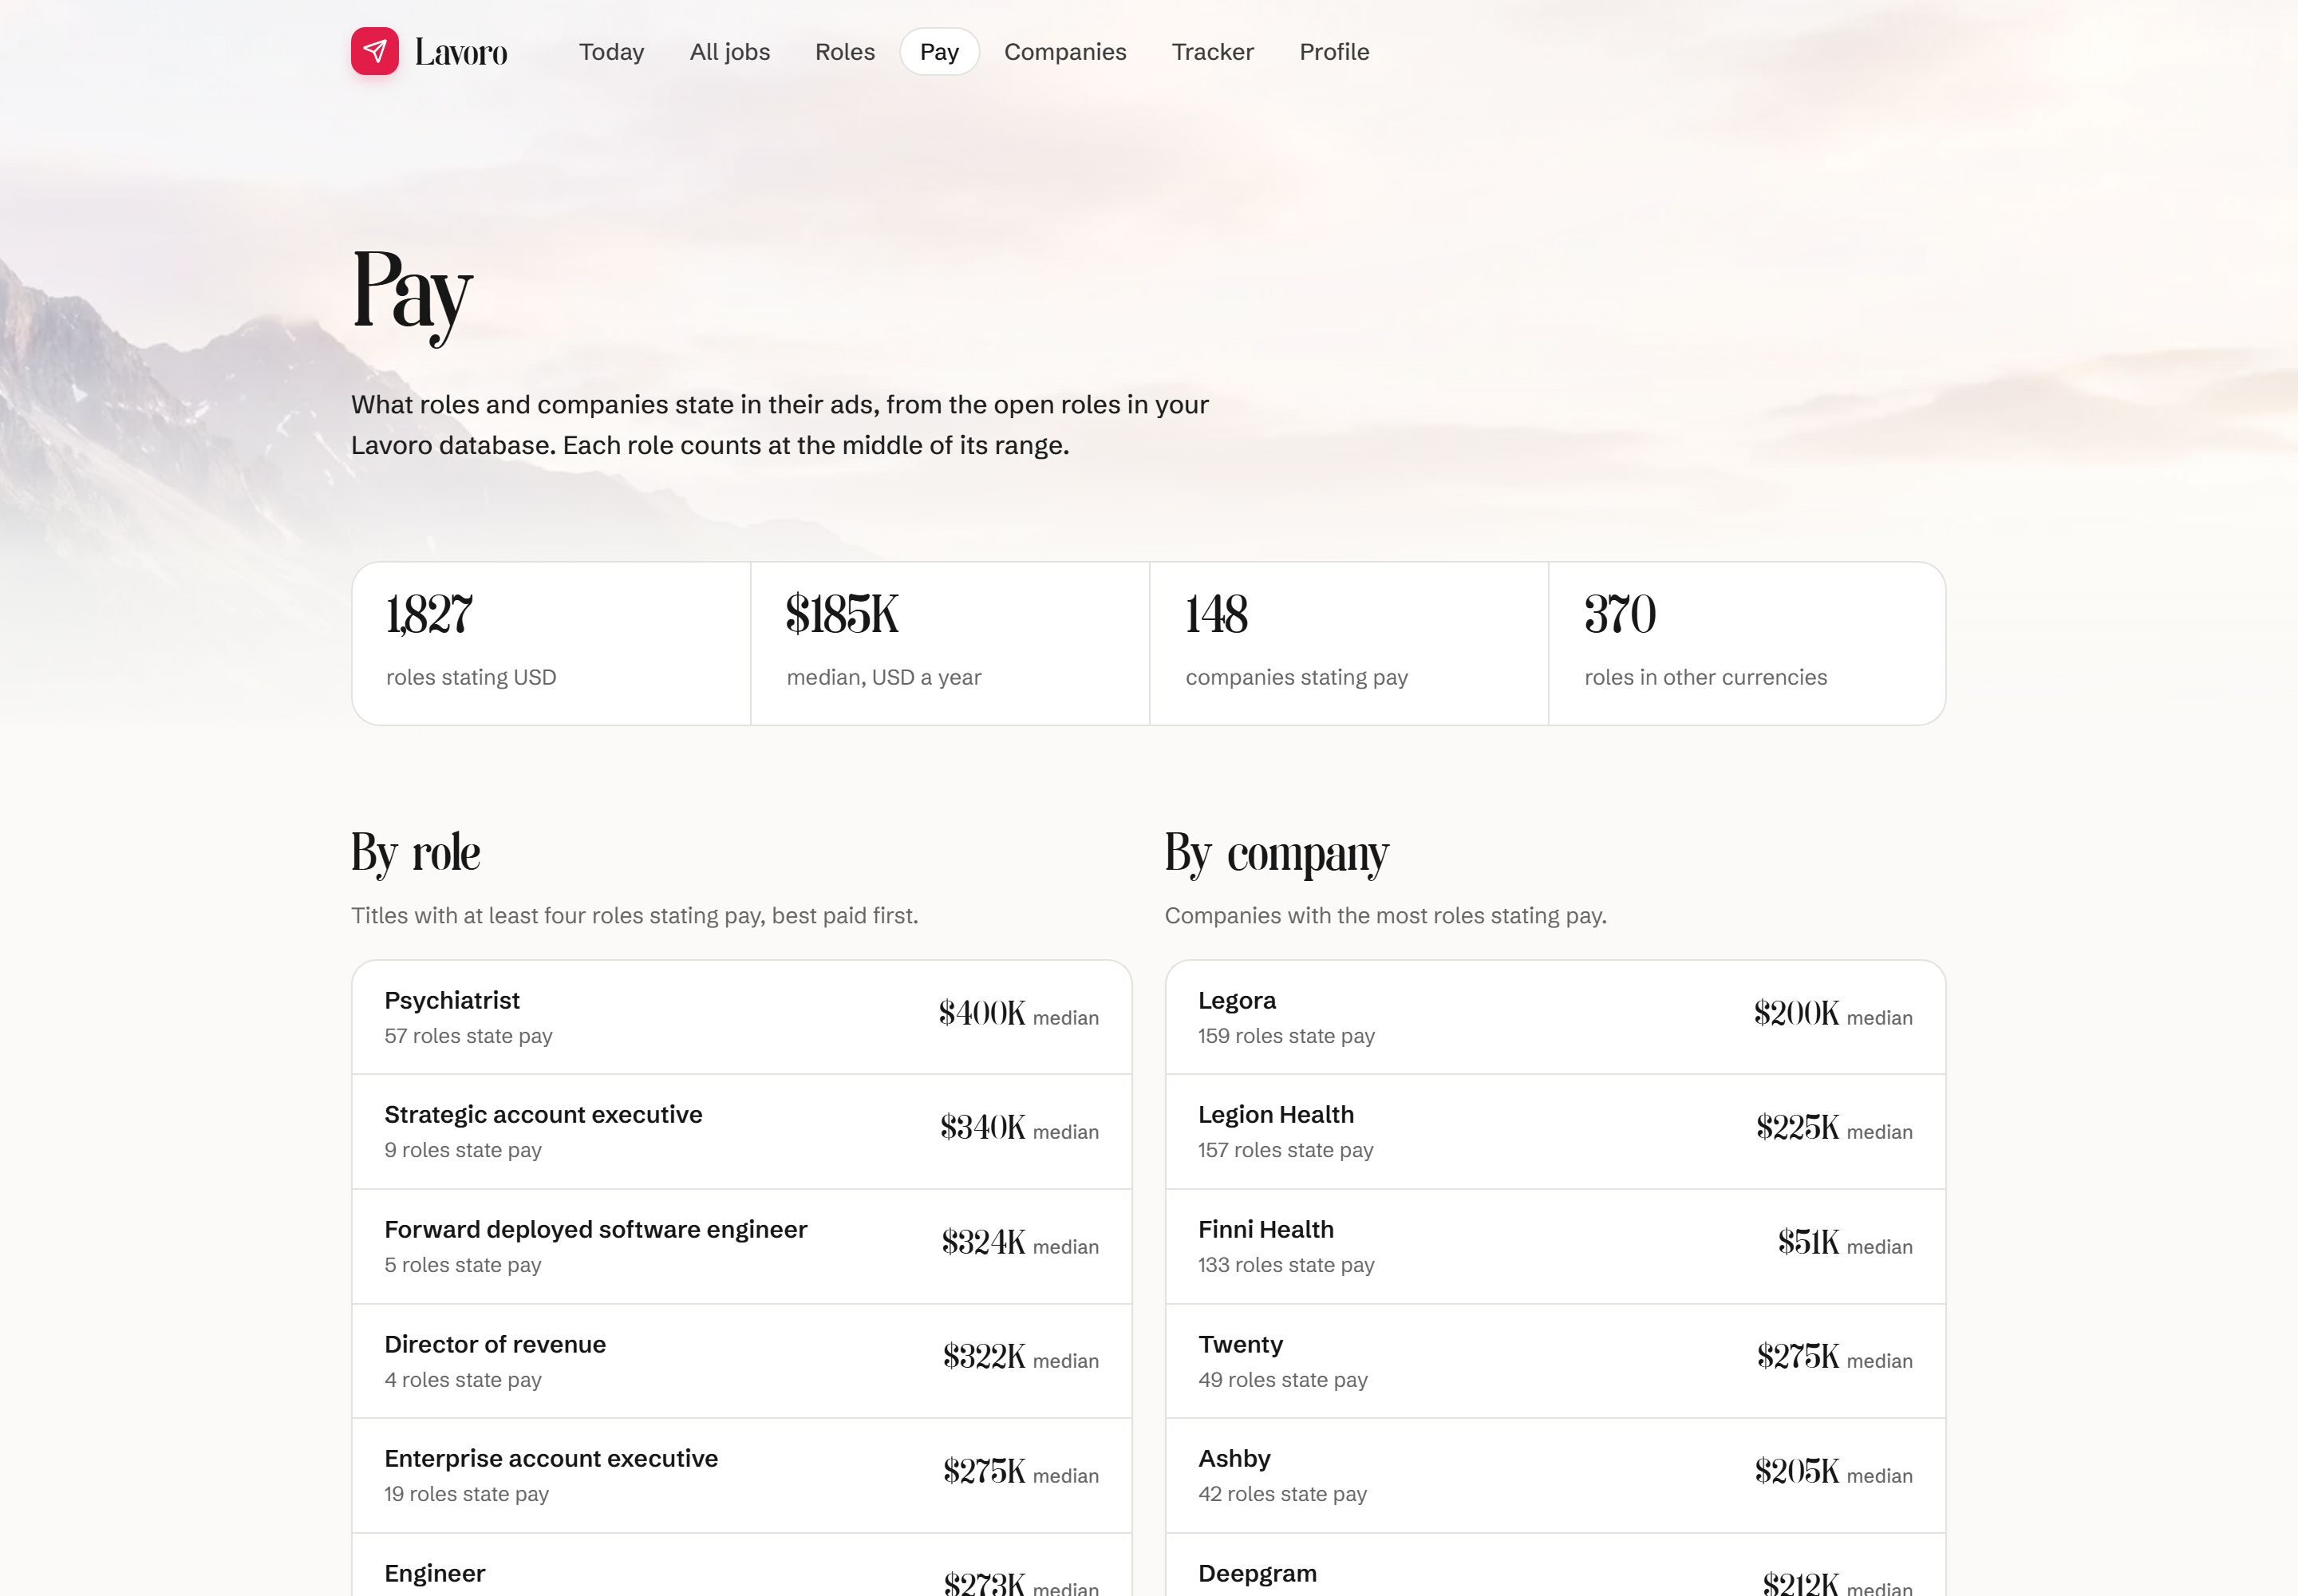 Lavoro
Today
All jobs
Roles
Pay
Companies
Tracker
Profile
Pay
What roles and companies state in their ads, from the open roles in your
Lavoro database. Each role counts at the middle of its range.
1,827
roles stating USD
$185K
median, USD a year
148
companies stating pay
370
roles in other currencies
By role
Titles with at least four roles stating pay, best paid first.
Psychiatrist
57 roles state pay
$400K median
Strategic account executive
9 roles state pay
$340K median
Forward deployed software engineer
5 roles state pay
$324K median
Director of revenue
4 roles state pay
$322K median
Enterprise account executive
19 roles state pay
$275K median
Engineer
$273K median
By company
Companies with the most roles stating pay.
Legora
159 roles state pay
$200K median
Legion Health
157 roles state pay
$225K median
Finni Health
133 roles state pay
$51K median
Twenty
49 roles state pay
$275K median
Ashby
42 roles state pay
$205K median
Deepgram
$212K median